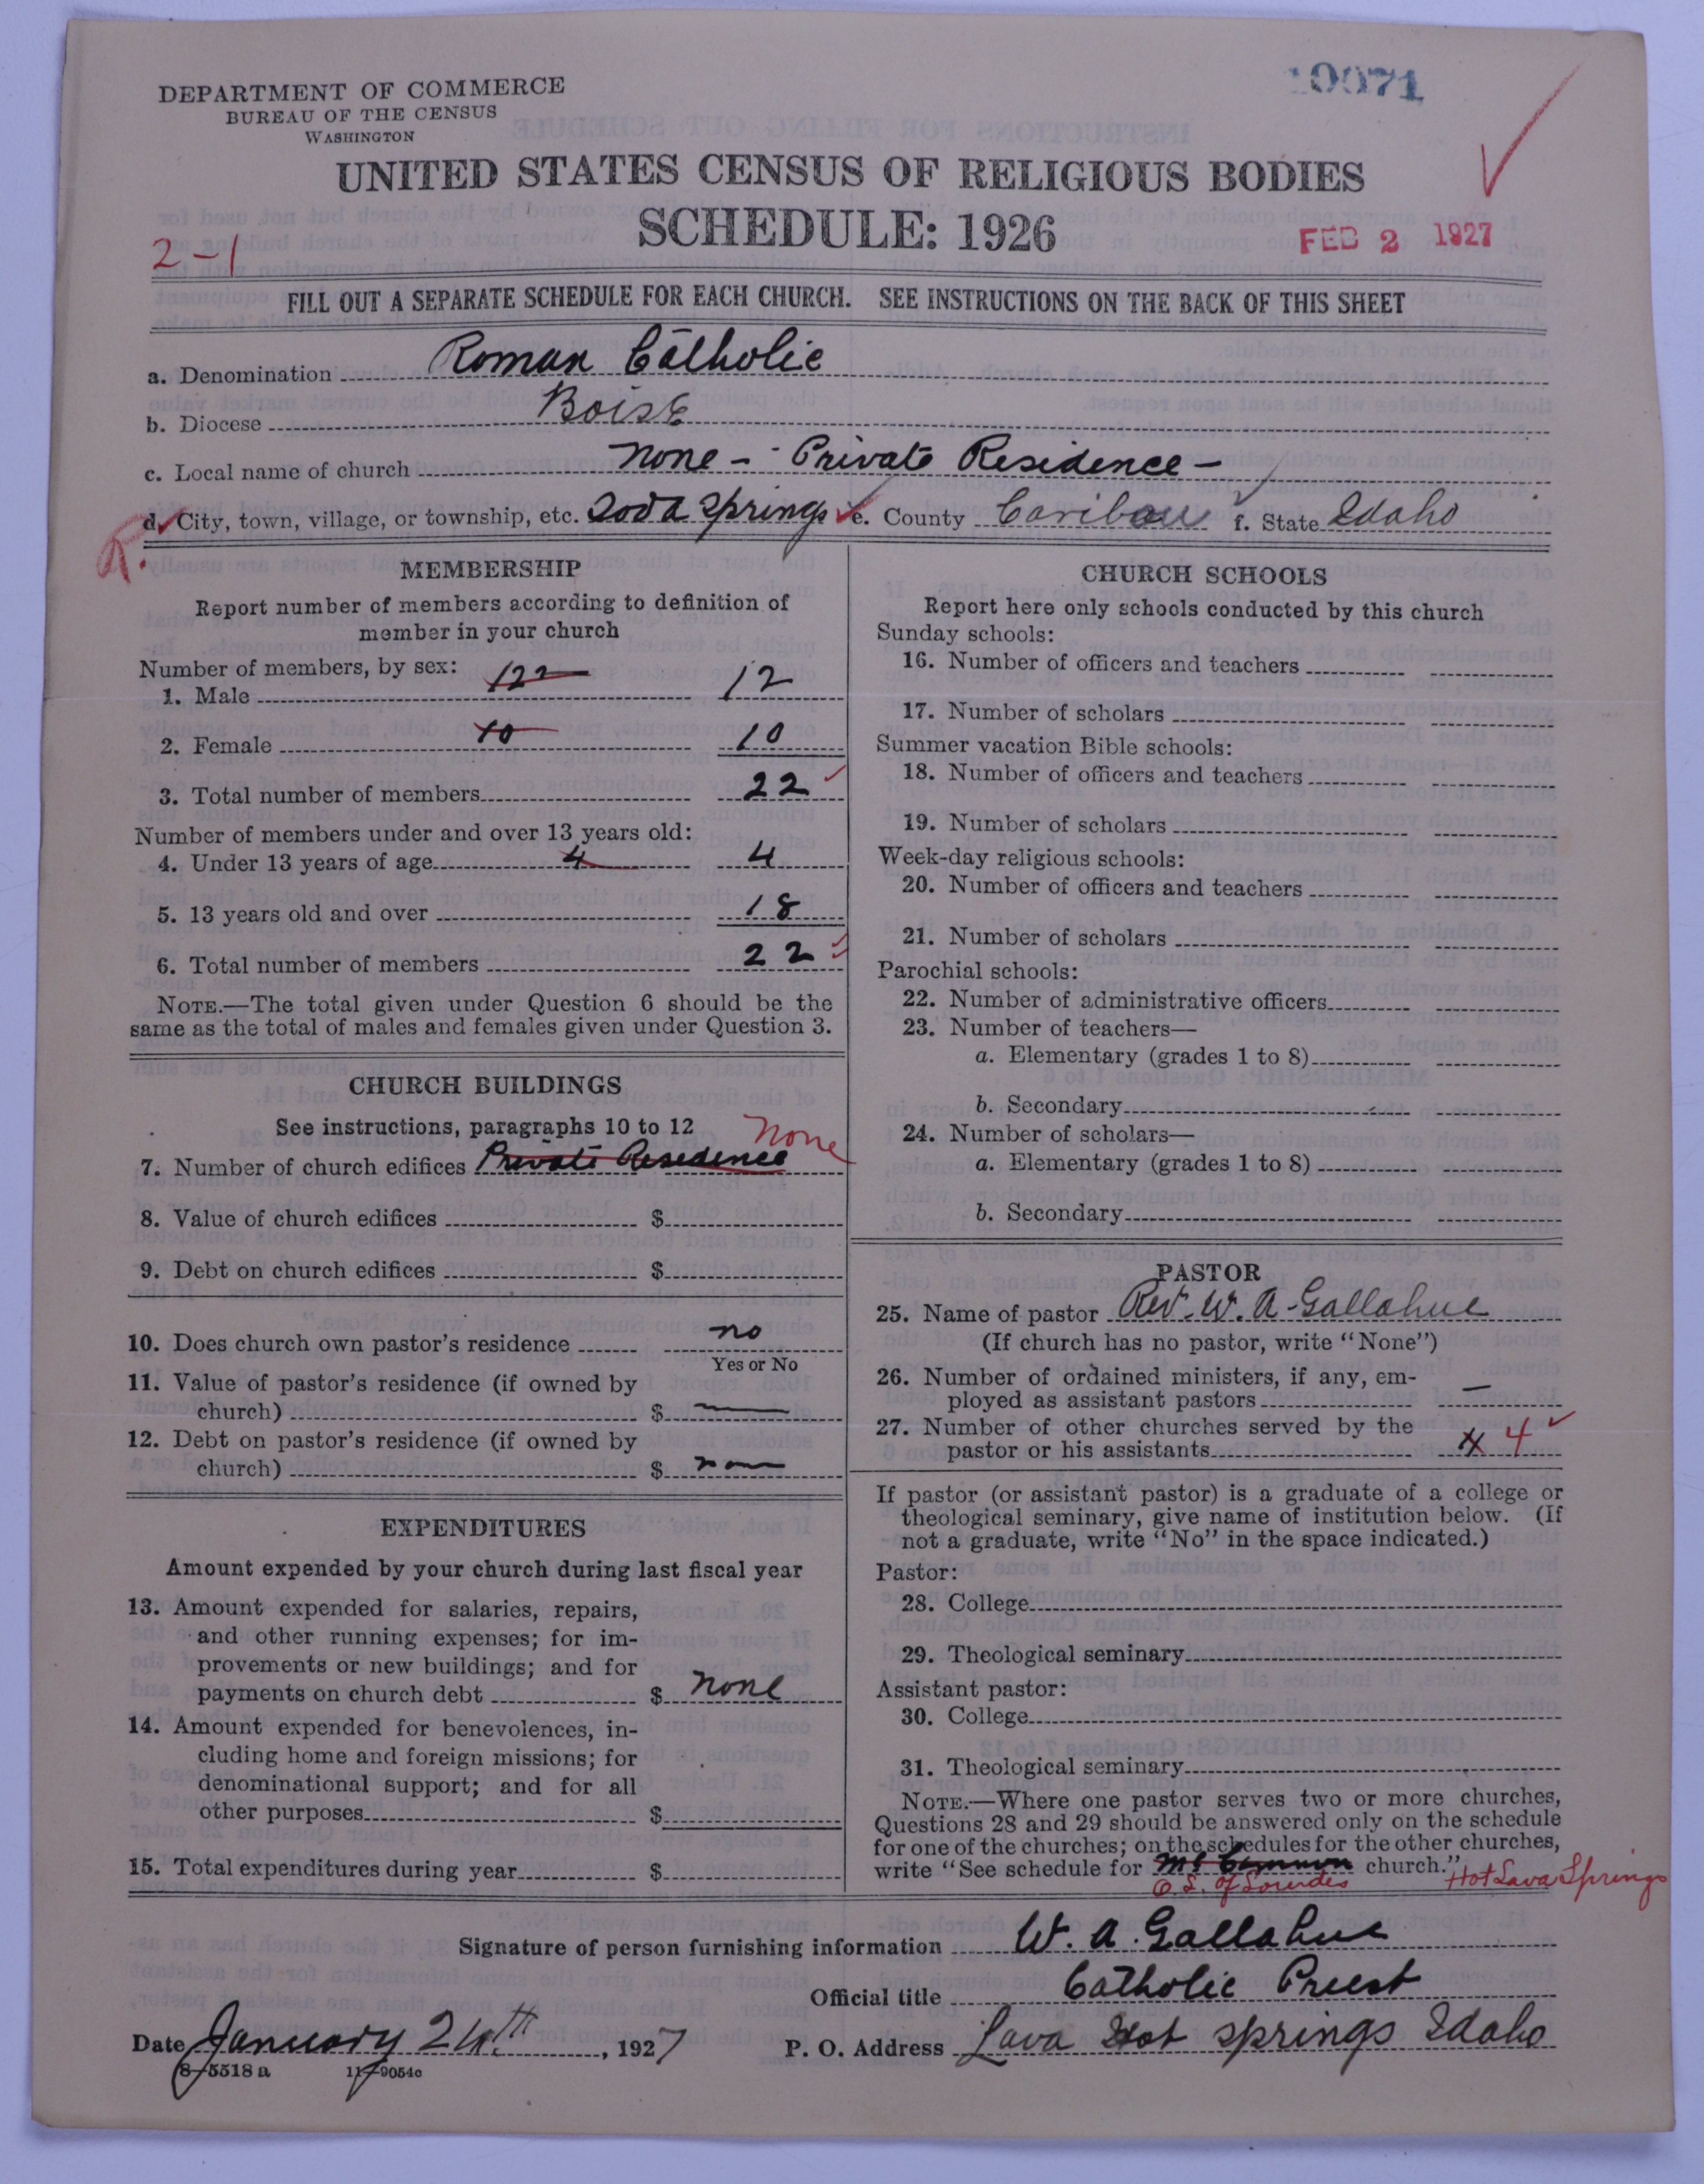 DEPARTMENT OF COMMERCE
BUREAU OF THE CENSUS
WASHINGTON
10071
UNITED STATES CENSUS OF RELIGIOUS BODIES
SCHEDULE: 1926
2-1
FEB 2 1927
FILL OUT A SEPARATE SCHEDULE FOR EACH CHURCH. SEE INSTRUCTIONS ON THE BACK OF THIS SHEET
a. Denomination Roman Catholic
b. Diocese Boise
c. Local name of church None - Private Residence -
d. City, town, village, or township, etc. Soda Springs e. County Caribou f. State Idaho
R.
MEMBERSHIP
Report number of members according to definition of
member in your church
Number of members, by sex:
1. Male 122 12
2. Female 10 10
3. Total number of members 22
Number of members under and over 13 years old:
4. Under 13 years of age 4 4
5. 13 years old and over 18
6. Total number of members 22
NOTE.—The total given under Question 6 should be the
same as the total of males and females given under Question 3.
CHURCH BUILDINGS
See instructions, paragraphs 10 to 12
None
7. Number of church edifices Private Residence
8. Value of church edifices $
9. Debt on church edifices $
10. Does church own pastor's residence no
Yes or No
11. Value of pastor's residence (if owned by
church) $ —
12. Debt on pastor's residence (if owned by
church) $
EXPENDITURES
Amount expended by your church during last fiscal year
13. Amount expended for salaries, repairs,
and other running expenses; for im-
provements or new buildings; and for
payments on church debt $ None
14. Amount expended for benevolences, in-
cluding home and foreign missions; for
denominational support; and for all
other purposes $
15. Total expenditures during year $
CHURCH SCHOOLS
Report here only schools conducted by this church
Sunday schools:
16. Number of officers and teachers
17. Number of scholars
Summer vacation Bible schools:
18. Number of officers and teachers
19. Number of scholars
Week-day religious schools:
20. Number of officers and teachers
21. Number of scholars
Parochial schools:
22. Number of administrative officers
23. Number of teachers—
a. Elementary (grades 1 to 8)
b. Secondary
24. Number of scholars—
a. Elementary (grades 1 to 8)
b. Secondary
PASTOR
25. Name of pastor Rev. W. A. Gallahue
(If church has no pastor, write "None")
26. Number of ordained ministers, if any, em-
ployed as assistant pastors —
27. Number of other churches served by the
pastor or his assistants 4
If pastor (or assistant pastor) is a graduate of a college or
theological seminary, give name of institution below. (If
not a graduate, write "No" in the space indicated.)
Pastor:
28. College
29. Theological seminary
Assistant pastor:
30. College
31. Theological seminary
NOTE.—Where one pastor serves two or more churches,
Questions 28 and 29 should be answered only on the schedule
for one of the churches; on the schedules for the other churches,
write "See schedule for church."
O. L. of Lourdes Hot Lava Springs
Signature of person furnishing information W. A. Gallahue
Official title Catholic Priest
Date January 24th, 1927 P. O. Address Lava Hot Springs Idaho
8-5518 a 11-9054c